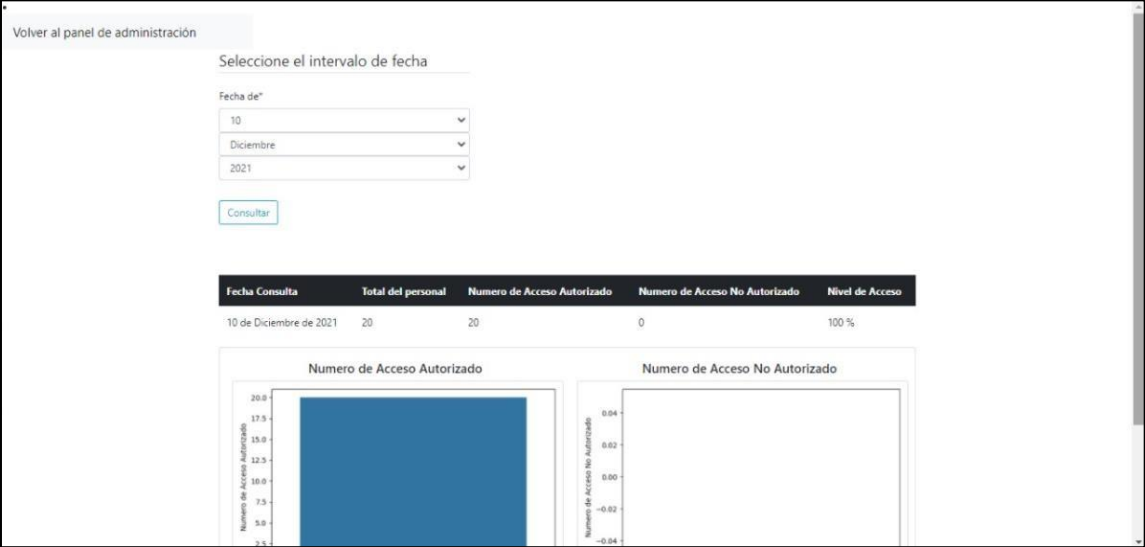 Volver al panel de administración
Seleccione el intervalo de fecha
Fecha de*
10
Diciembre
2021
Consultar
Fecha Consulta Total del personal Numero de Acceso Autorizado Numero de Acceso No Autorizado Nivel de Acceso
10 de Diciembre de 2021 20 20 0 100 %
Numero de Acceso Autorizado Numero de Acceso No Autorizado
Numero de Acceso Autorizado
20.0
17.5
15.0
12.5
10.0
7.5
5.0
2.5
Numero de Acceso No Autorizado
0.04
0.02
0.00
−0.02
−0.04